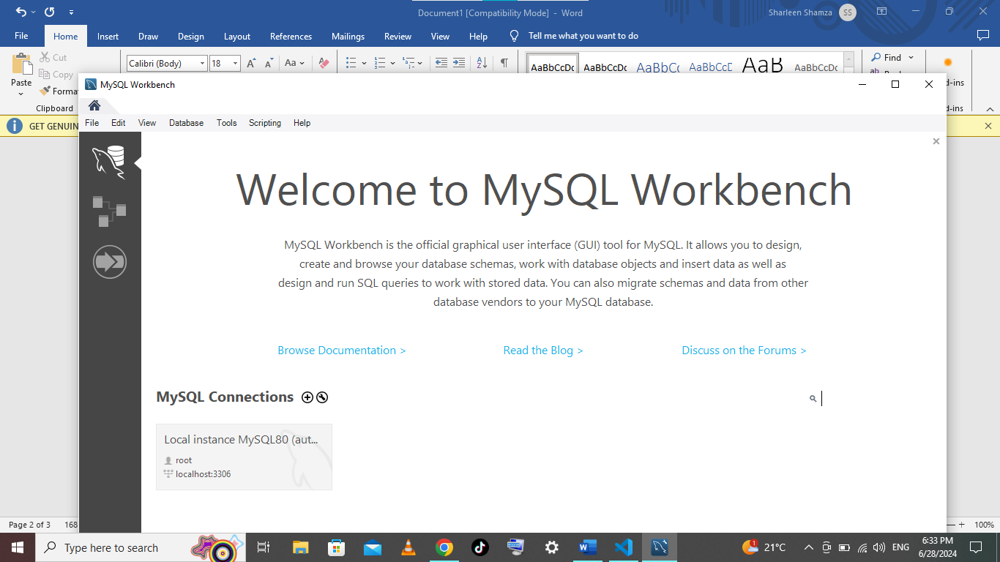 Document1 [Compatibility Mode] - Word
Sharleen Shamza SS
File Home Insert Draw Design Layout References Mailings Review View Help Tell me what you want to do
Paste Cut
Copy
Format
Clipboard
Calibri (Body) 18
Aa
AaBbCcDc AaBbCcDc AaBbCc AaBbCcD AaB AaBbCcDc
Find
MySQL Workbench
GET GENUIN
File Edit View Database Tools Scripting Help
Welcome to MySQL Workbench
MySQL Workbench is the official graphical user interface (GUI) tool for MySQL. It allows you to design,
create and browse your database schemas, work with database objects and insert data as well as
design and run SQL queries to work with stored data. You can also migrate schemas and data from other
database vendors to your MySQL database.
Browse Documentation > Read the Blog > Discuss on the Forums >
MySQL Connections
Local instance MySQL80 (aut...
root
localhost:3306
Page 2 of 3 168
100%
Type here to search
1 21°C ENG
6:33 PM
6/28/2024